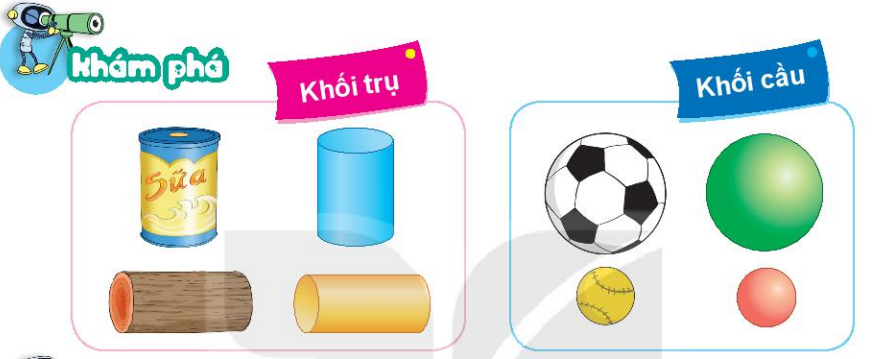 khám phá
Khối trụ
Khối cầu
Sữa